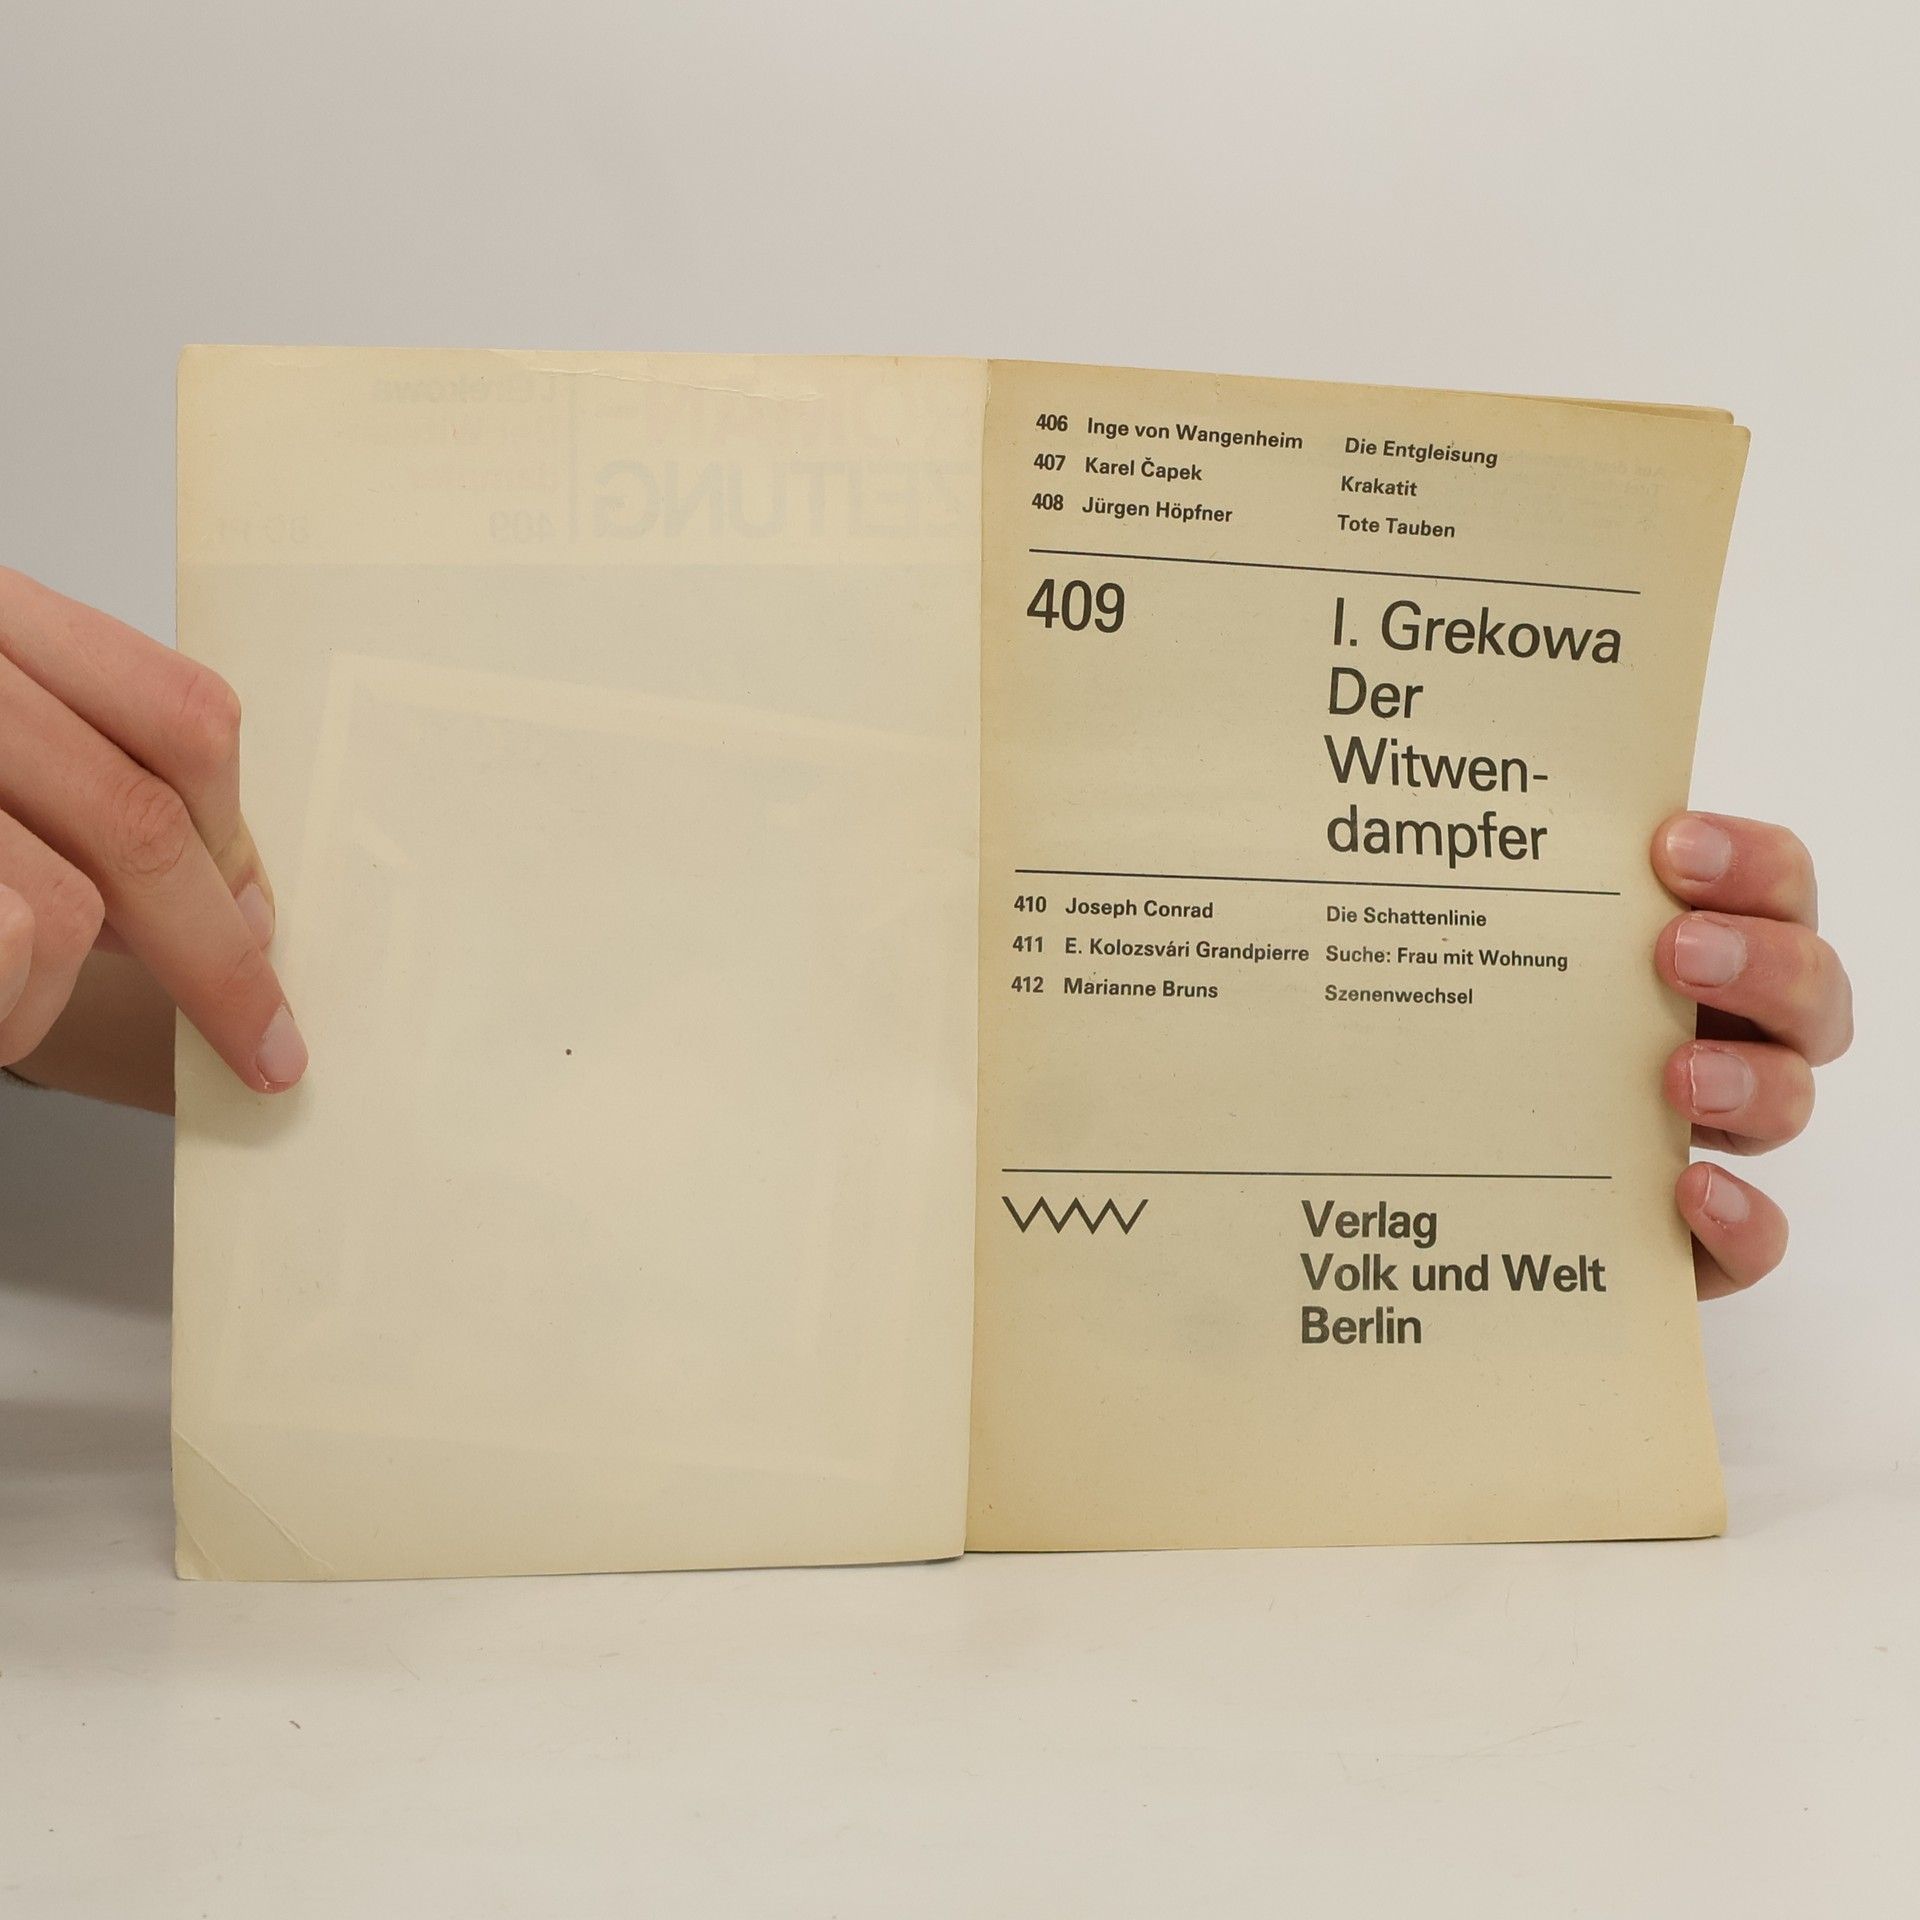 406 Inge von Wangenheim Die Entgleisung
407 Karel Čapek Krakatit
408 Jürgen Höpfner Tote Tauben
409 I. Grekowa
Der
Witwen-
dampfer
410 Joseph Conrad Die Schattenlinie
411 E. Kolozsvári Grandpierre Suche: Frau mit Wohnung
412 Marianne Bruns Szenenwechsel
Verlag
Volk und Welt
Berlin